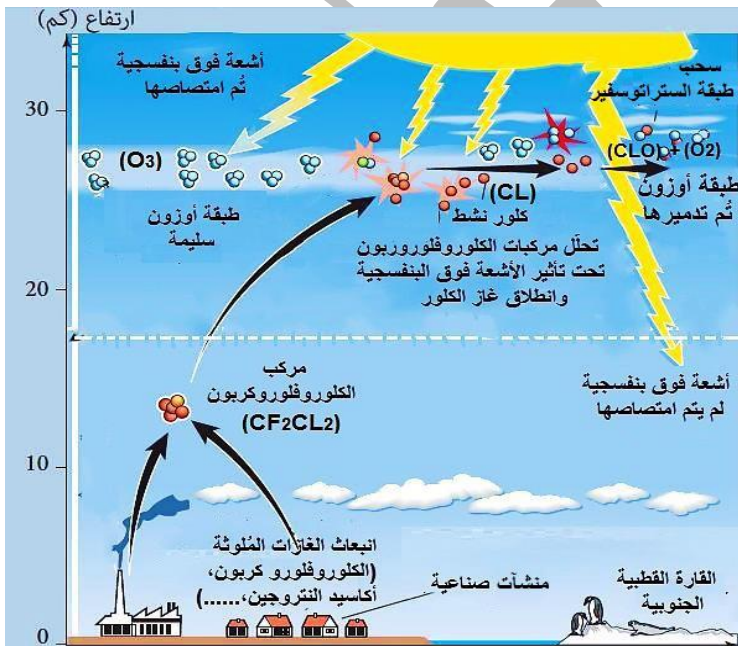 ارتفاع (كم)
أشعة فوق بنفسجية
تُم امتصاصها
سحب
طبقة الستراتوسفير
30
(O3)
(CLO) + (O2)
(CL)
كلور نشط
طبقة أوزون
سليمة
طبقة أوزون
تُم تدميرها
تحلّل مركبات الكلوروفلوروربون
تحت تأثير الأشعة فوق البنفسجية
وانطلاق غاز الكلور
20
مركب
الكلوروفلوروكربون
(CF2CL2)
أشعة فوق بنفسجية
لم يتم امتصاصها
10
انبعاث الغازات المُلوثة
(الكلوروفلورو كربون،
أكاسيد النتروجين،......)
منشآت صناعية
القارة القطبية
الجنوبية
0